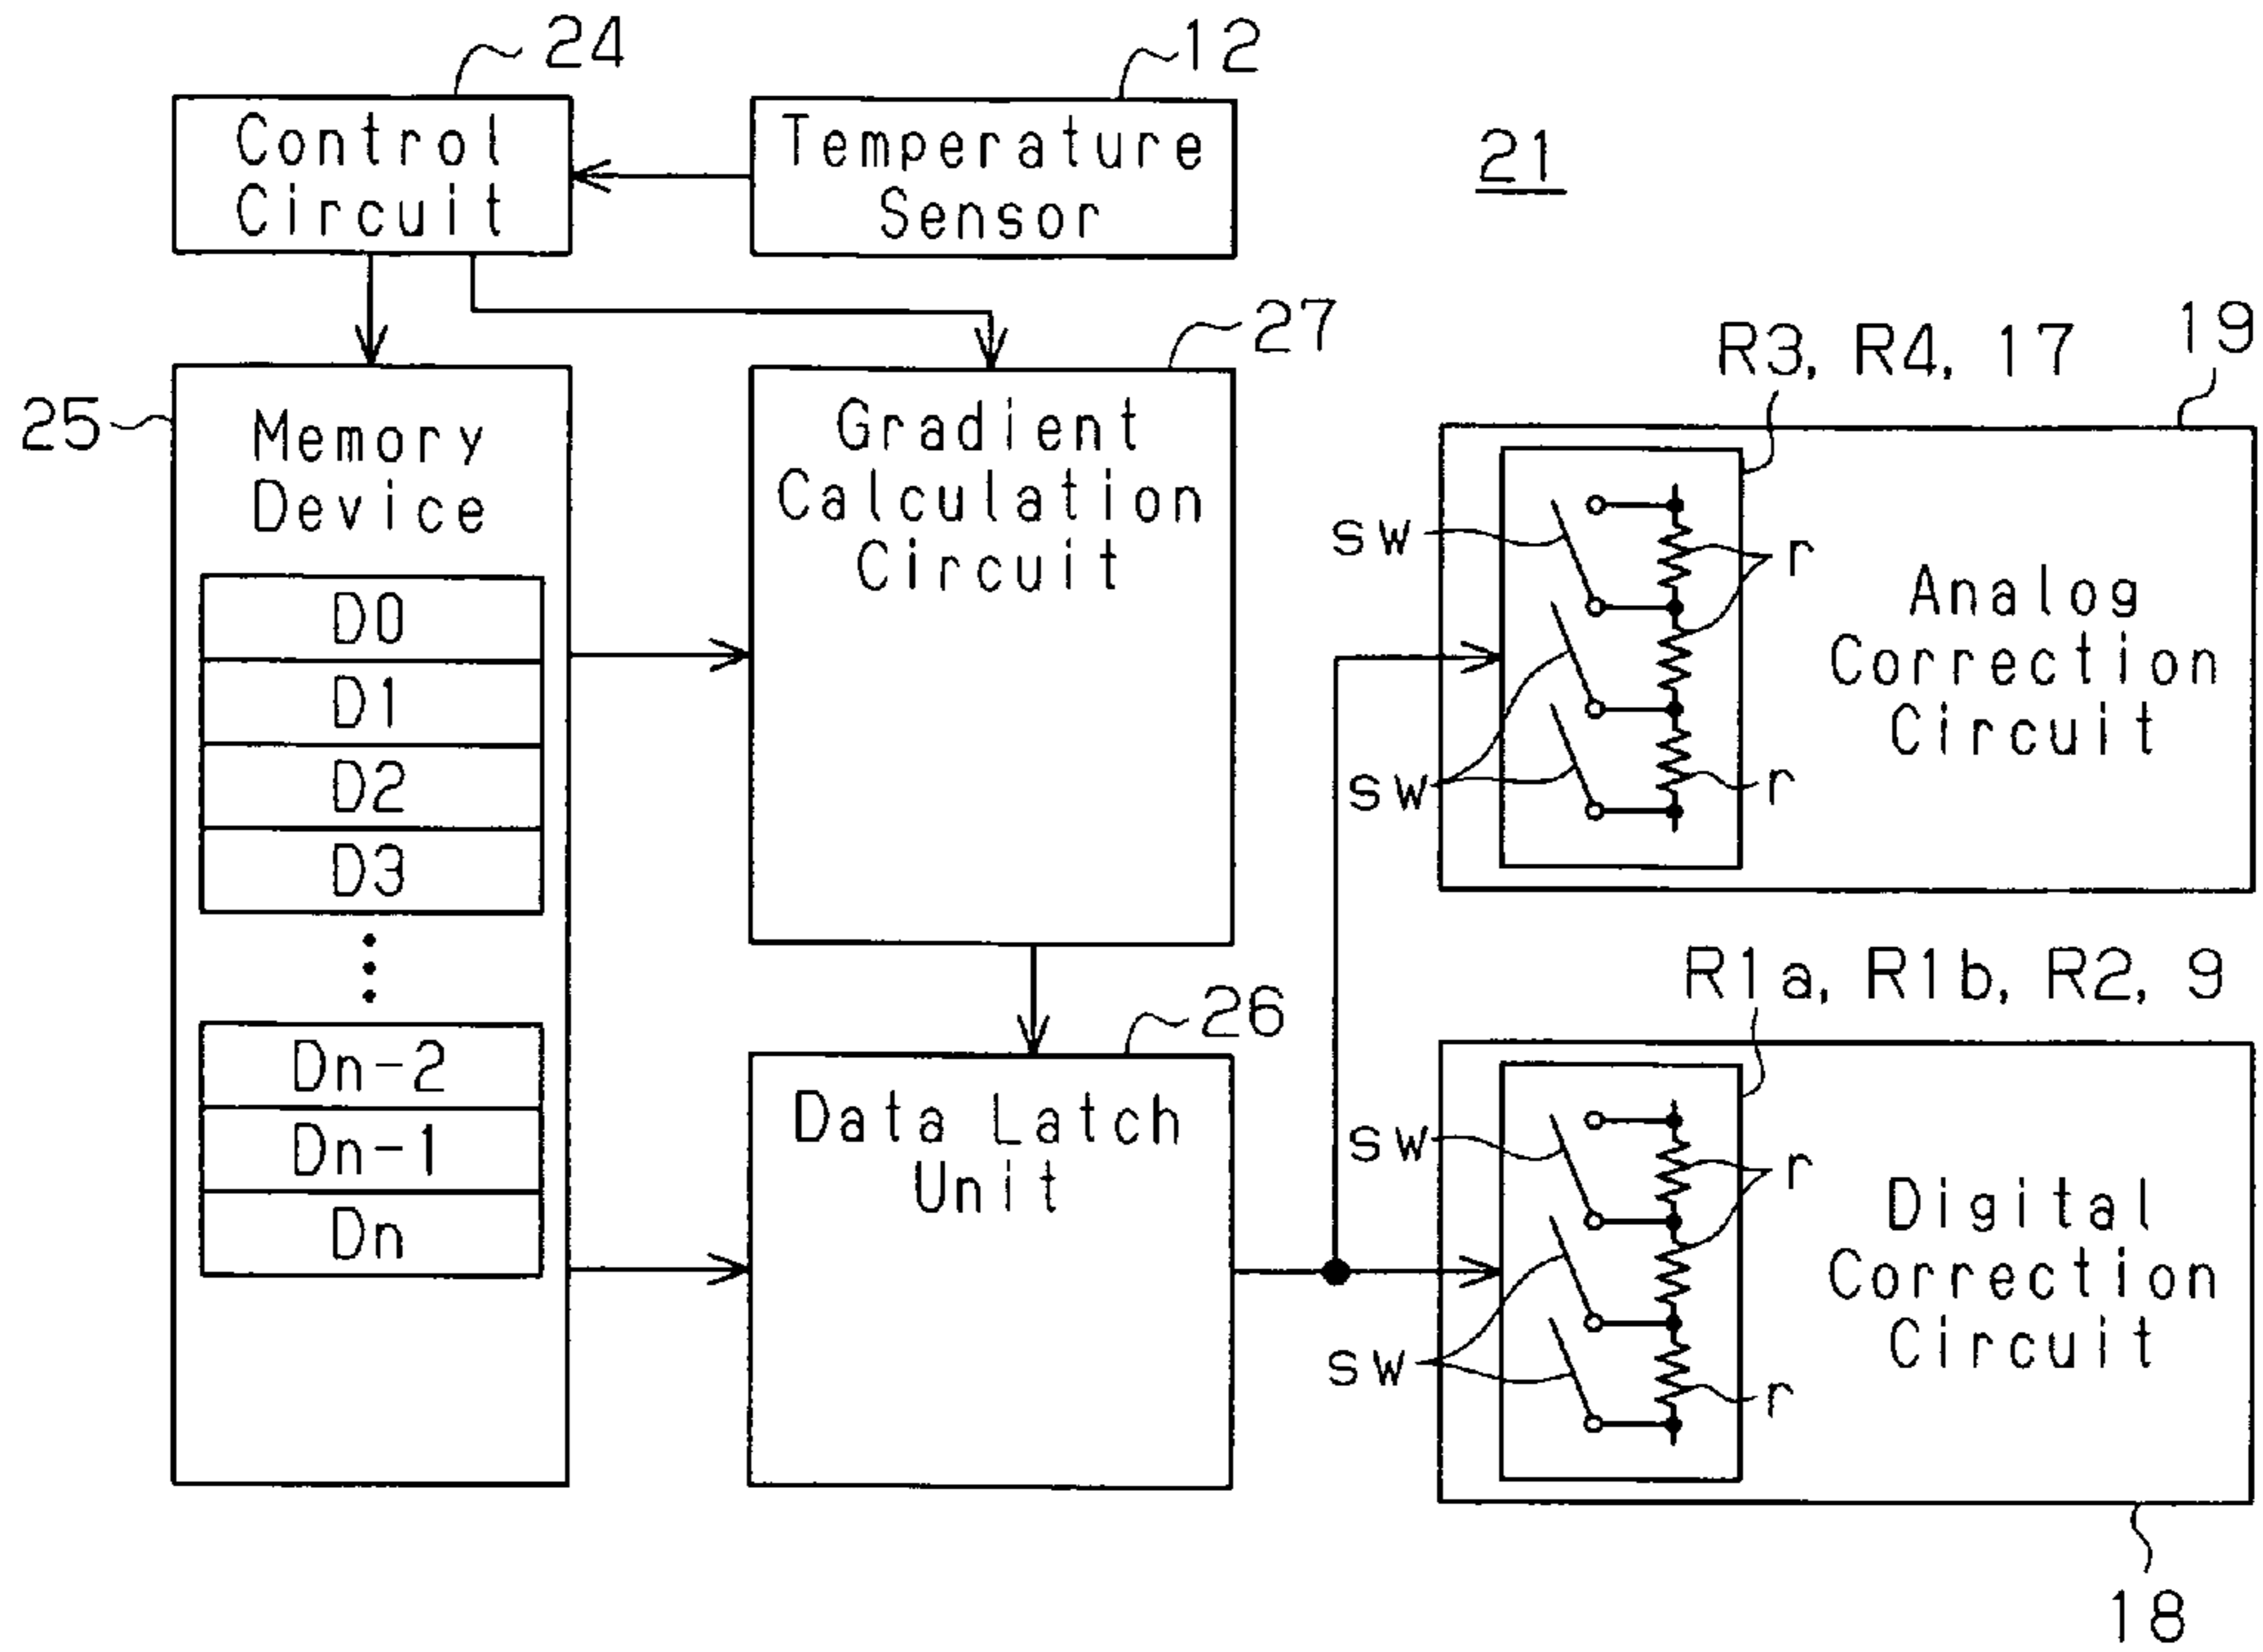 24
12
Control
Circuit
Temperature
Sensor
21
25
Memory
Device
D0
D1
D2
D3
Dn-2
Dn-1
Dn
27
Gradient
Calculation
Circuit
26
Data Latch
Unit
R3, R4, 17
19
sw
r
sw
r
Analog
Correction
Circuit
R1a, R1b, R2, 9
sw
r
sw
r
Digital
Correction
Circuit
18